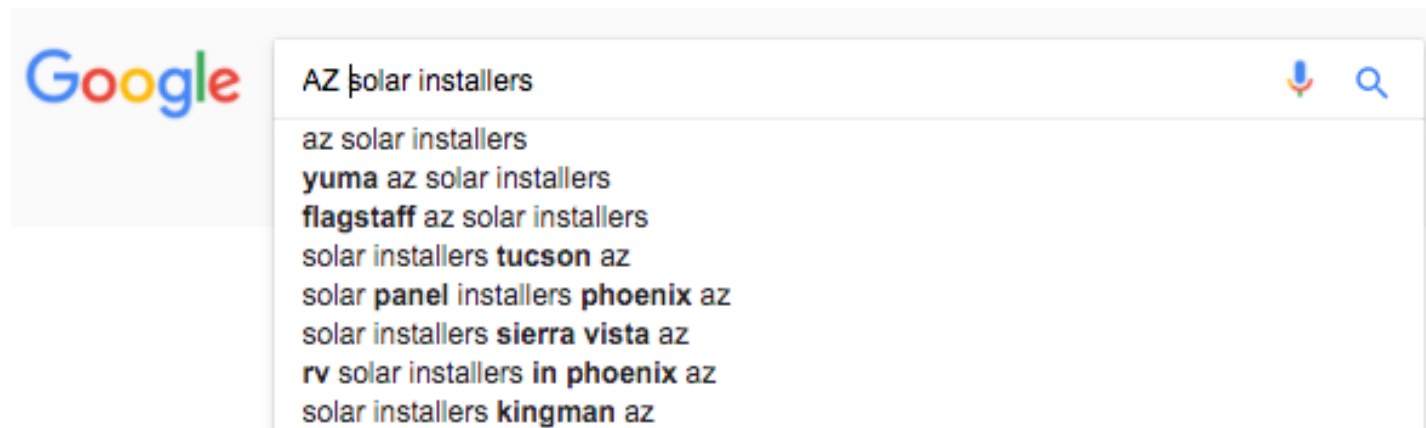 Google
AZ solar installers
az solar installers
yuma az solar installers
flagstaff az solar installers
solar installers tucson az
solar panel installers phoenix az
solar installers sierra vista az
rv solar installers in phoenix az
solar installers kingman az